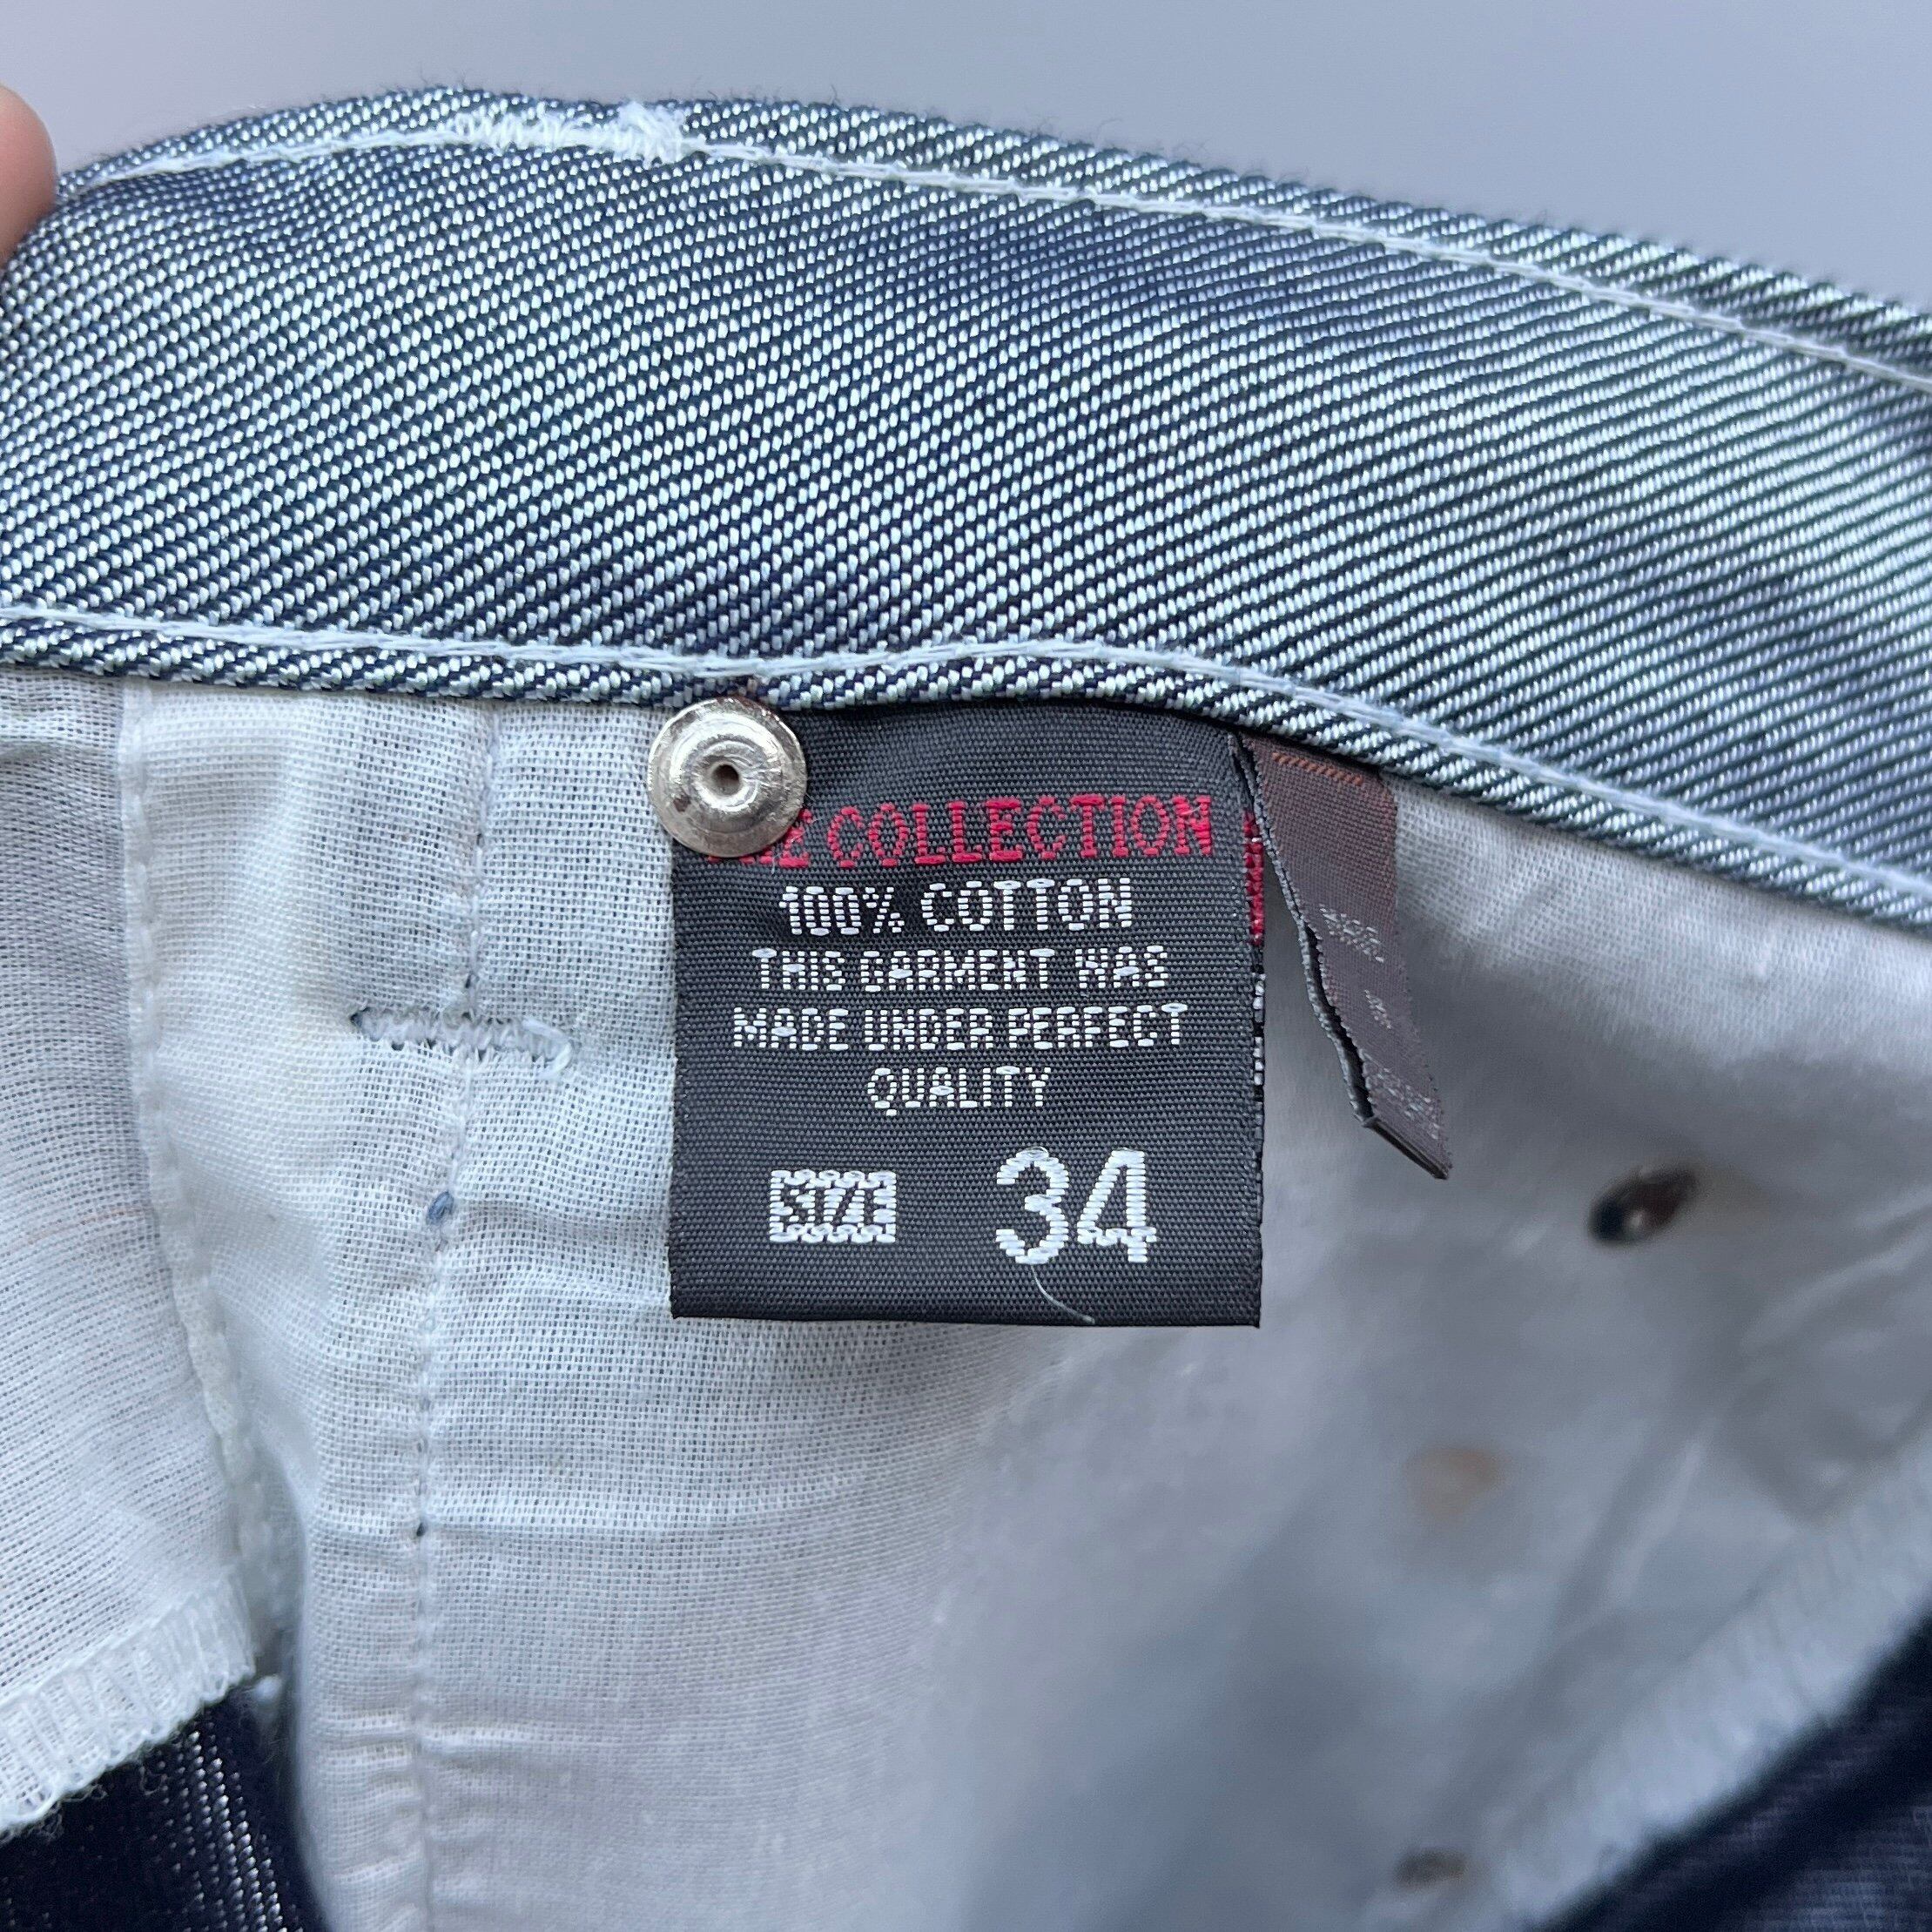 COLLECTION
100% COTTON
THIS GARMENT WAS
MADE UNDER PERFECT
QUALITY
SIZE 34